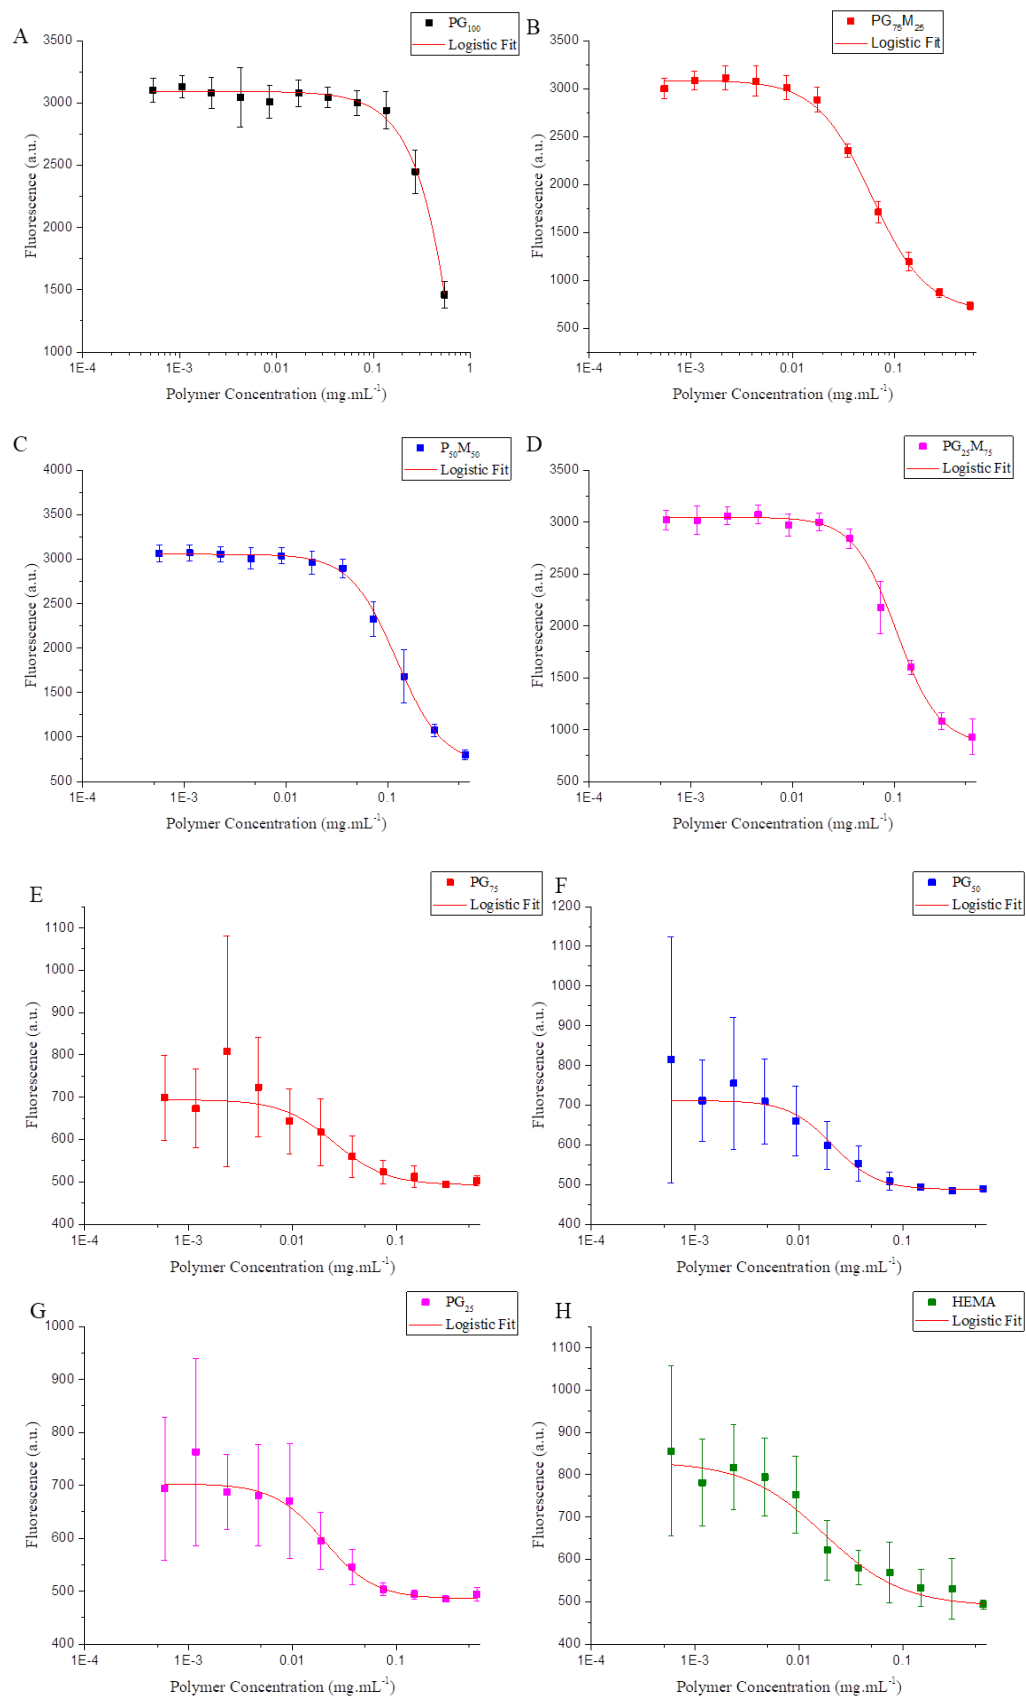 A
PG₁₀₀
Logistic Fit
3500
3000
2500
2000
1500
1000
1E-4
1E-3
0.01
0.1
1
Fluorescence (a.u.)
Polymer Concentration (mg.mL⁻¹)
B
PG₇₅M₂₅
Logistic Fit
3500
3000
2500
2000
1500
1000
500
1E-4
1E-3
0.01
0.1
Fluorescence (a.u.)
Polymer Concentration (mg.mL⁻¹)
C
P₅₀M₅₀
Logistic Fit
4000
3500
3000
2500
2000
1500
1000
500
1E-4
1E-3
0.01
0.1
Fluorescence (a.u.)
Polymer Concentration (mg.mL⁻¹)
D
PG₂₅M₇₅
Logistic Fit
3500
3000
2500
2000
1500
1000
500
1E-4
1E-3
0.01
0.1
Fluorescence (a.u.)
Polymer Concentration (mg.mL⁻¹)
E
PG₇₅
Logistic Fit
1100
1000
900
800
700
600
500
400
1E-4
1E-3
0.01
0.1
Fluorescence (a.u.)
Polymer Concentration (mg.mL⁻¹)
F
PG₅₀
Logistic Fit
1200
1100
1000
900
800
700
600
500
400
1E-4
1E-3
0.01
0.1
Fluorescence (a.u.)
Polymer Concentration (mg.mL⁻¹)
G
PG₂₅
Logistic Fit
1000
900
800
700
600
500
400
1E-4
1E-3
0.01
0.1
Fluorescence (a.u.)
Polymer Concentration (mg.mL⁻¹)
H
HEMA
Logistic Fit
1100
1000
900
800
700
600
500
400
1E-4
1E-3
0.01
0.1
Fluorescence (a.u.)
Polymer Concentration (mg.mL⁻¹)